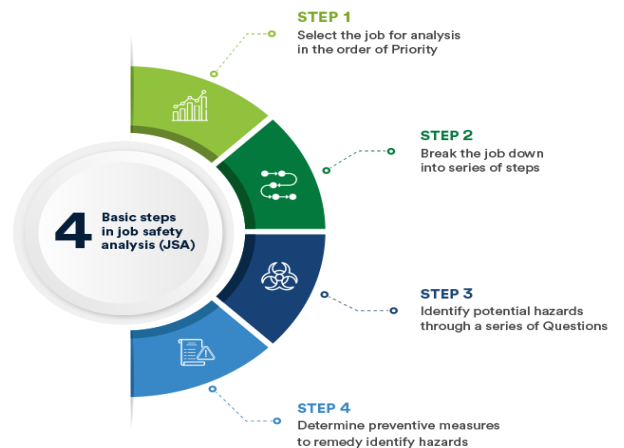 STEP 1
Select the job for analysis
in the order of Priority
STEP 2
Break the job down
into series of steps
4
Basic steps
in job safety
analysis (JSA)
STEP 3
Identify potential hazards
through a series of Questions
STEP 4
Determine preventive measures
to remedy identify hazards